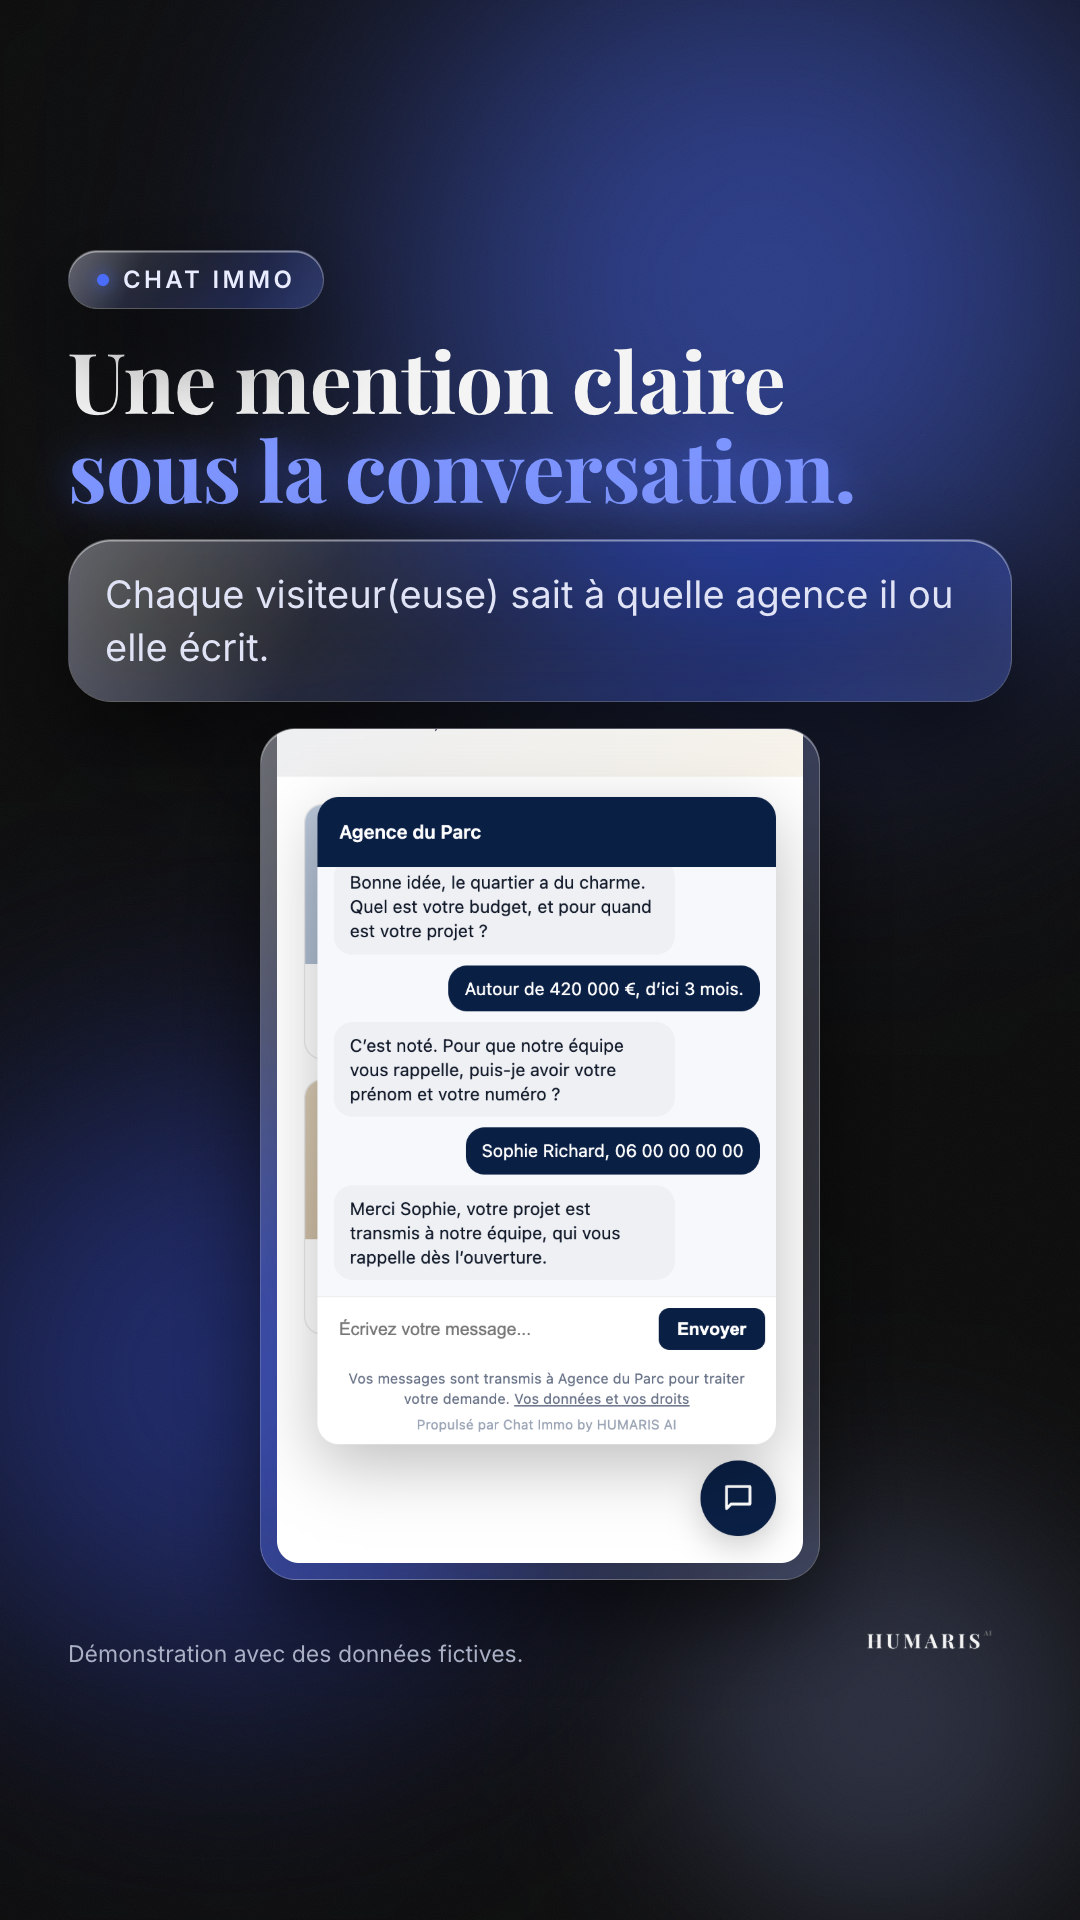 CHAT IMMO
Une mention claire
sous la conversation.
Chaque visiteur(euse) sait à quelle agence il ou
elle écrit.
Agence du Parc
Bonne idée, le quartier a du charme.
Quel est votre budget, et pour quand
est votre projet ?
Autour de 420 000 €, d’ici 3 mois.
C’est noté. Pour que notre équipe
vous rappelle, puis-je avoir votre
prénom et votre numéro ?
Sophie Richard, 06 00 00 00 00
Merci Sophie, votre projet est
transmis à notre équipe, qui vous
rappelle dès l’ouverture.
Écrivez votre message...
Envoyer
Vos messages sont transmis à Agence du Parc pour traiter
votre demande. Vos données et vos droits
Propulsé par Chat Immo by HUMARIS AI
Démonstration avec des données fictives.
HUMARIS AI